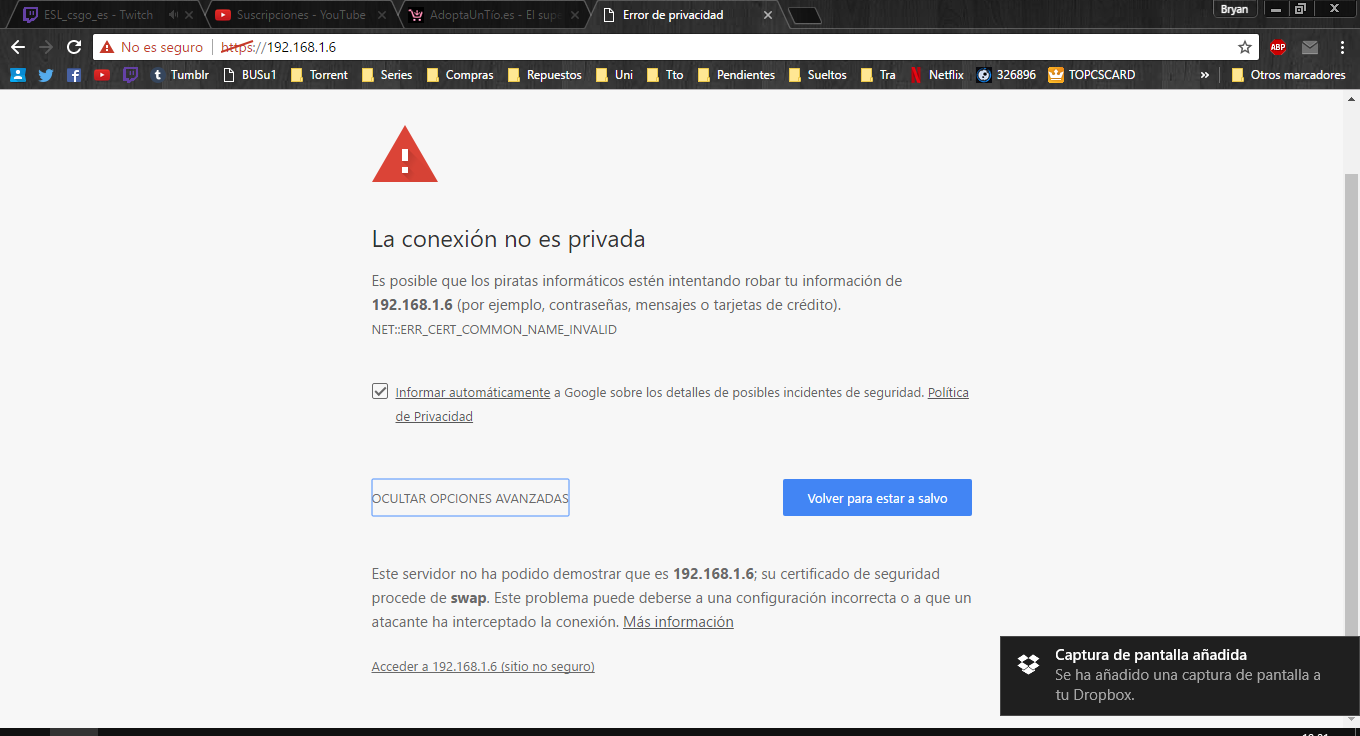 ESL_csgo_es - Twitch
Suscripciones - YouTube
AdoptaUnTío.es - El sup
Error de privacidad
Bryan
No es seguro | https://192.168.1.6
ABP
Tumblr
BUSu1
Torrent
Series
Compras
Repuestos
Uni
Tto
Pendientes
Sueltos
Tra
Netflix
326896
TOPCSCARD
»
Otros marcadores
La conexión no es privada
Es posible que los piratas informáticos estén intentando robar tu información de
192.168.1.6 (por ejemplo, contraseñas, mensajes o tarjetas de crédito).
NET::ERR_CERT_COMMON_NAME_INVALID
Informar automáticamente a Google sobre los detalles de posibles incidentes de seguridad. Política
de Privacidad
OCULTAR OPCIONES AVANZADAS
Volver para estar a salvo
Este servidor no ha podido demostrar que es 192.168.1.6; su certificado de seguridad
procede de swap. Este problema puede deberse a una configuración incorrecta o a que un
atacante ha interceptado la conexión. Más información
Acceder a 192.168.1.6 (sitio no seguro)
Captura de pantalla añadida
Se ha añadido una captura de pantalla a
tu Dropbox.